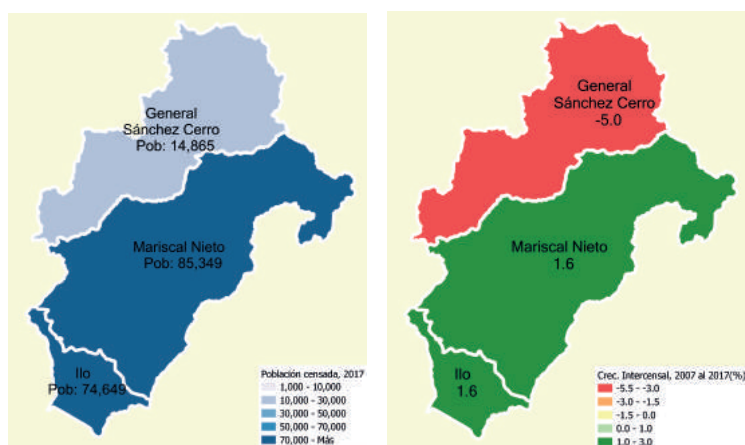 General
Sánchez Cerro
Pob: 14,865
Mariscal Nieto
Pob: 85,349
Ilo
Pob: 74,649
Población censada, 2017
1,000 - 10,000
10,000 - 30,000
30,000 - 50,000
50,000 - 70,000
70,000 - Más
General
Sánchez Cerro
-5.0
Mariscal Nieto
1.6
Ilo
1.6
Crec. Intercensal, 2007 al 2017(%)
-5.5 - -3.0
-3.0 - -1.5
-1.5 - 0.0
0.0 - 1.0
1.0 - 3.0